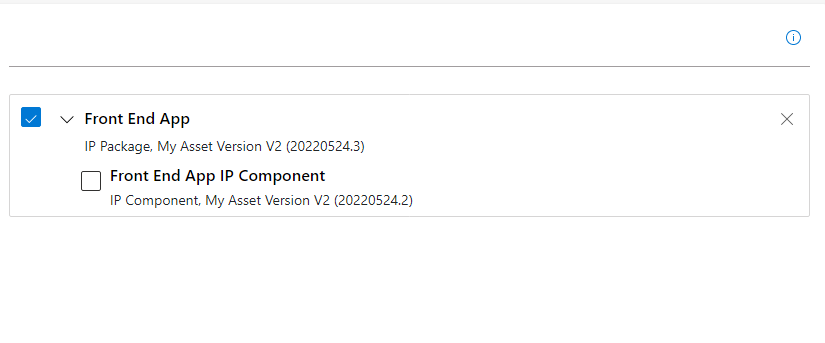 Front End App
IP Package, My Asset Version V2 (20220524.3)
Front End App IP Component
IP Component, My Asset Version V2 (20220524.2)